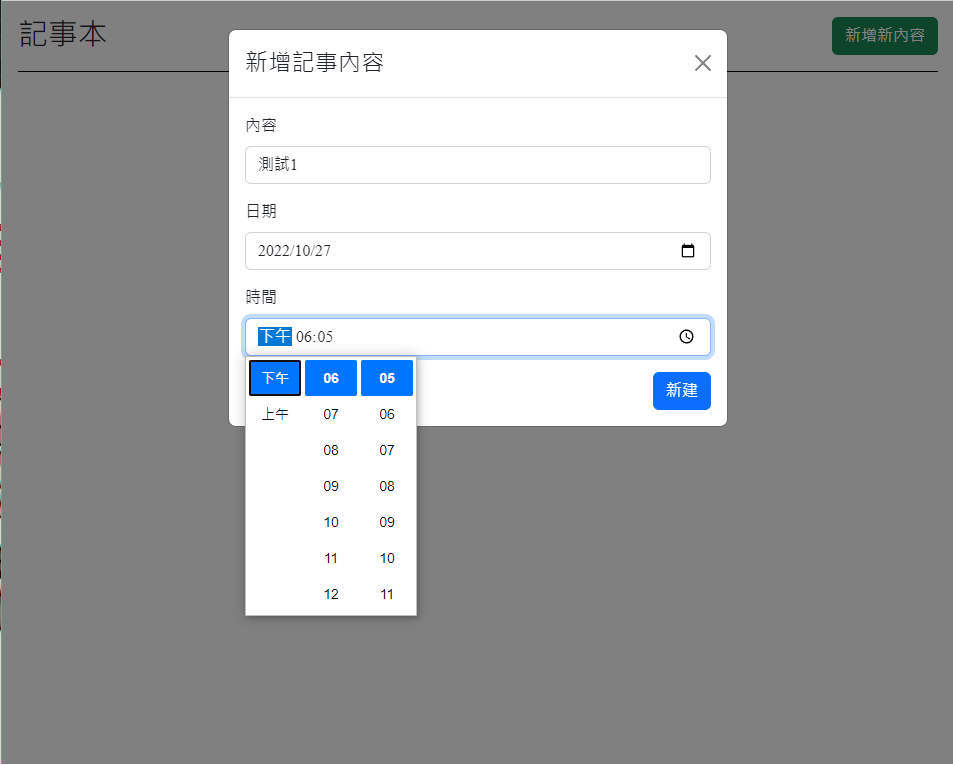 記事本
新增新內容
新增記事內容
內容
測試1
日期
2022/10/27
時間
下午 06:05
下午 06 05
上午 07 06
08 07
09 08
10 09
11 10
12 11
新建